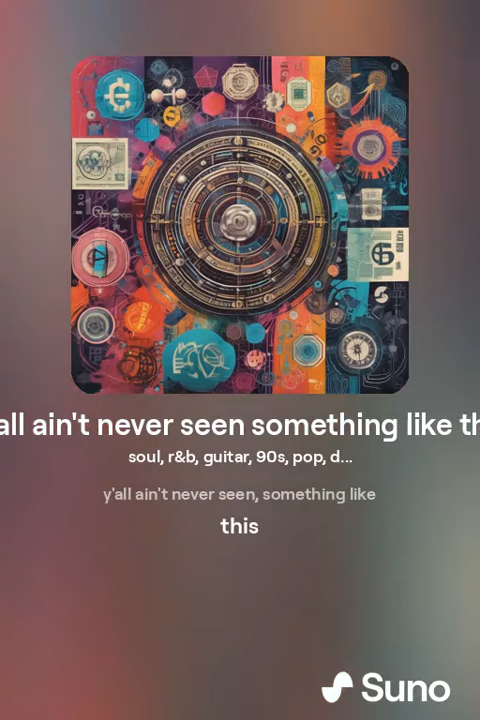 all ain't never seen something like th
soul, r&b, guitar, 90s, pop, d...
y'all ain't never seen, something like
this
Suno